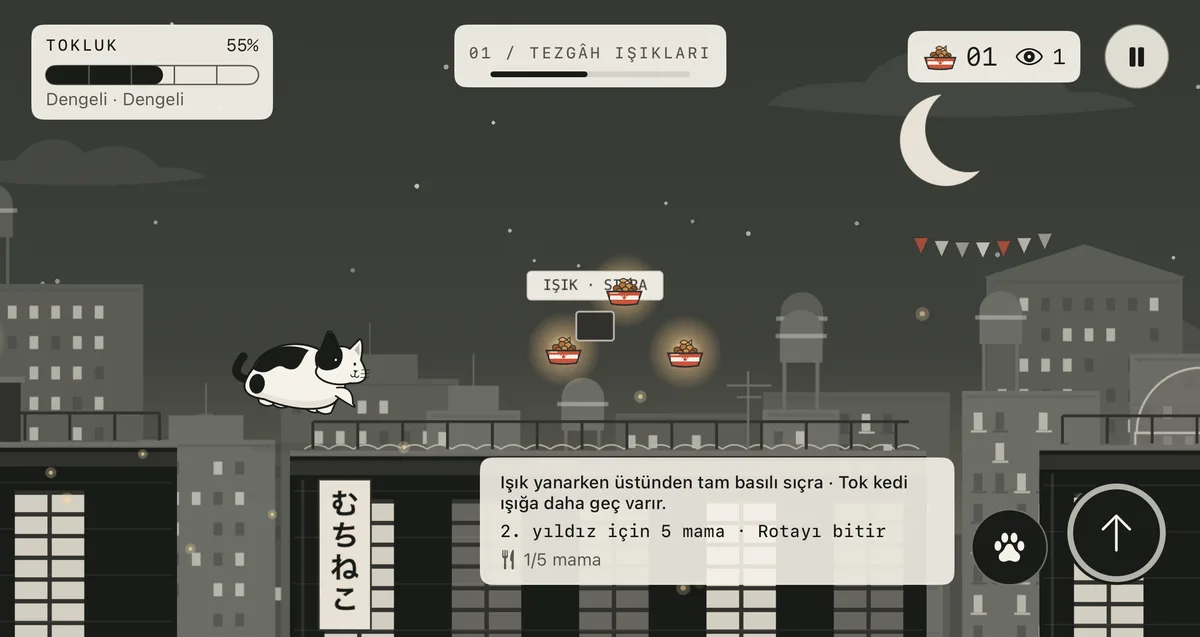 TOKLUK 55%
Dengeli · Dengeli
01 / TEZGÂH IŞIKLARI
01 1
IŞIK ·
むちねこ
Işık yanarken üstünden tam basılı sıçra · Tok kedi
ışığa daha geç varır.
2. yıldız için 5 mama · Rotayı bitir
1/5 mama